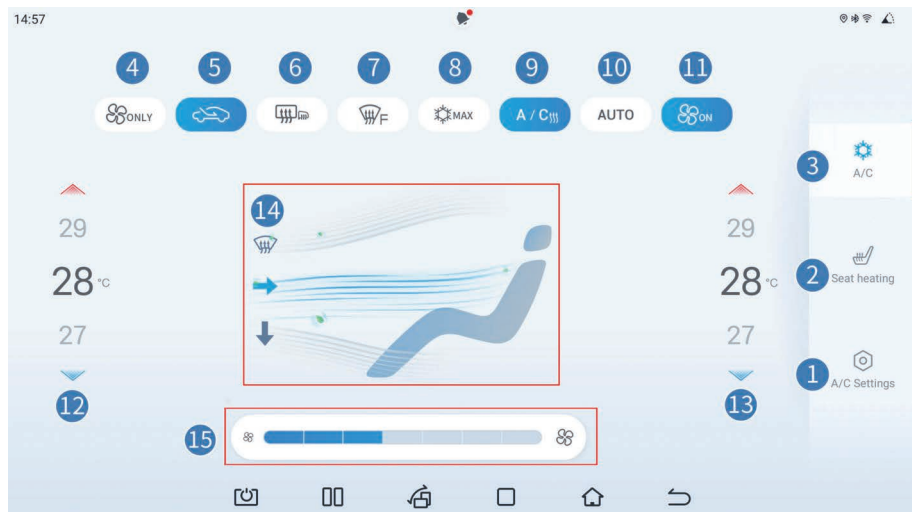 14:57
4 5 6 7 8 9 10 11
ONLY F MAX A / C AUTO ON
3
A/C
14
29 29
28 °C 28 °C
27 27
2
Seat heating
1
A/C Settings
12 13
15